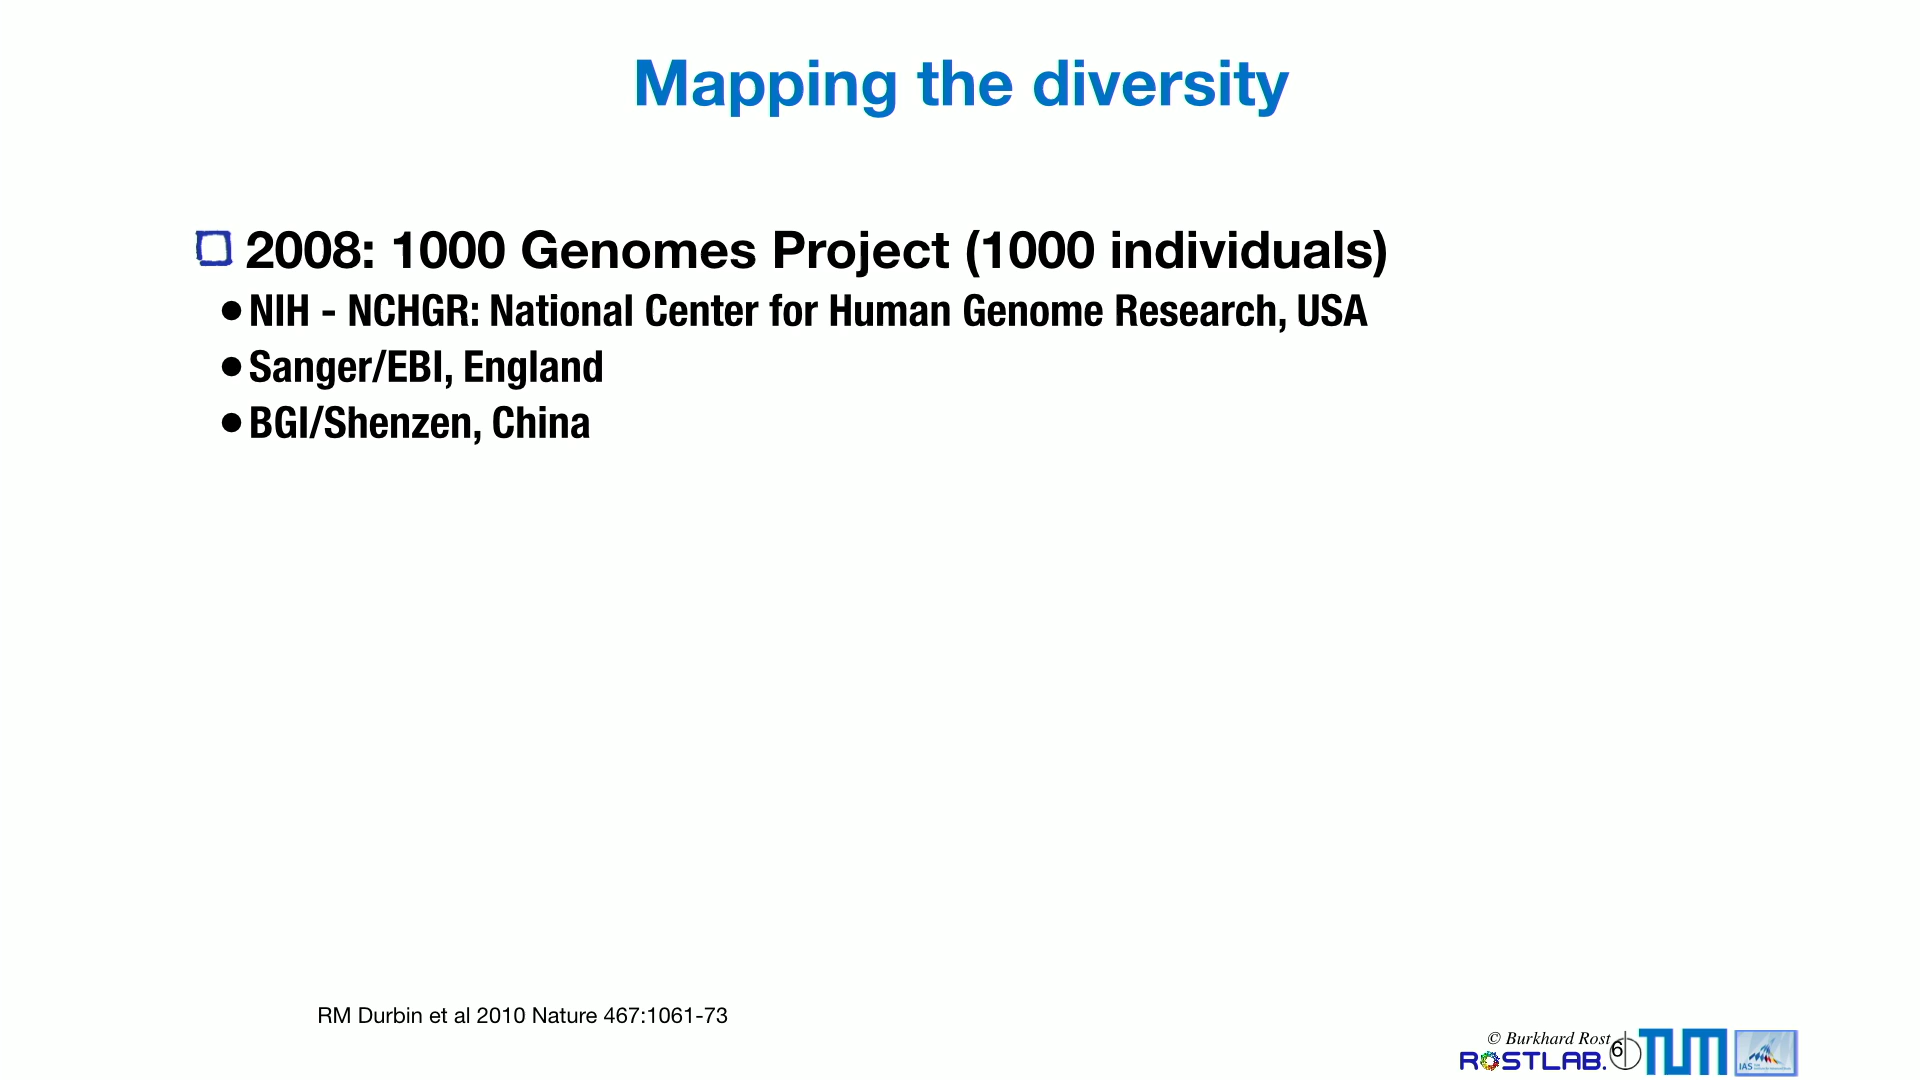 Mapping the diversity
2008: 1000 Genomes Project (1000 individuals)
•NIH - NCHGR: National Center for Human Genome Research, USA
•Sanger/EBI, England
•BGI/Shenzen, China
RM Durbin et al 2010 Nature 467:1061-73
© Burkhard Rost
ROSTLAB.
6
TUM
IAS